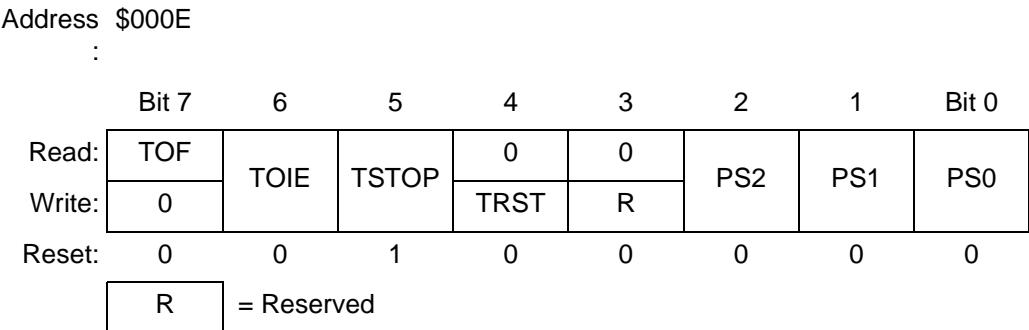 Address $000E
:
Bit 7 6 5 4 3 2 1 Bit 0
Read: TOF TOIE TSTOP 0 0 PS2 PS1 PS0
Write: 0 TRST R
Reset: 0 0 1 0 0 0 0 0
R = Reserved